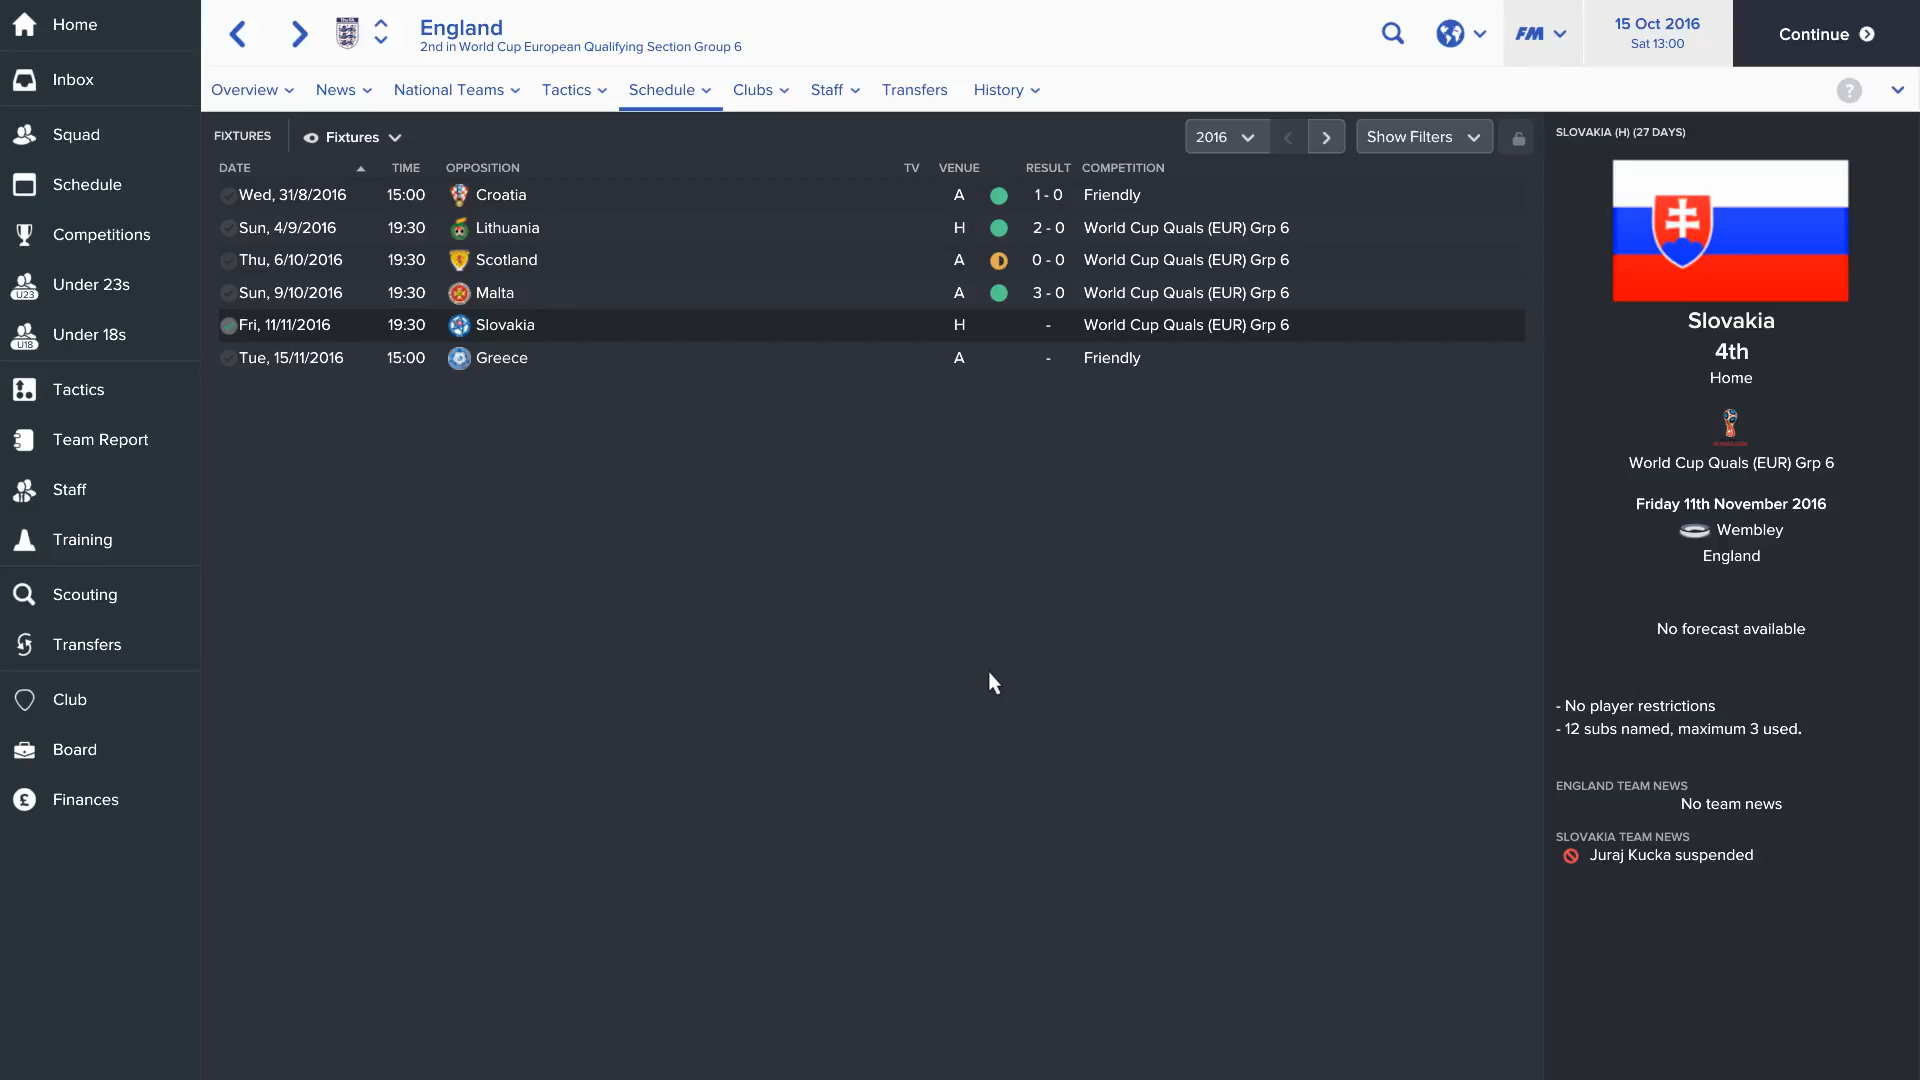 Home
Inbox
Squad
Schedule
Competitions
U23 Under 23s
U18 Under 18s
Tactics
Team Report
Staff
Training
Scouting
Transfers
Club
Board
£ Finances
England
2nd in World Cup European Qualifying Section Group 6
FM
15 Oct 2016
Sat 13:00
Continue
Overview News National Teams Tactics Schedule Clubs Staff Transfers History ?
FIXTURES Fixtures 2016 Show Filters
DATE TIME OPPOSITION TV VENUE RESULT COMPETITION
Wed, 31/8/2016 15:00 Croatia A 1 - 0 Friendly
Sun, 4/9/2016 19:30 Lithuania H 2 - 0 World Cup Quals (EUR) Grp 6
Thu, 6/10/2016 19:30 Scotland A 0 - 0 World Cup Quals (EUR) Grp 6
Sun, 9/10/2016 19:30 Malta A 3 - 0 World Cup Quals (EUR) Grp 6
Fri, 11/11/2016 19:30 Slovakia H - World Cup Quals (EUR) Grp 6
Tue, 15/11/2016 15:00 Greece A - Friendly
SLOVAKIA (H) (27 DAYS)
Slovakia
4th
Home
World Cup Quals (EUR) Grp 6
Friday 11th November 2016
Wembley
England
No forecast available
- No player restrictions
- 12 subs named, maximum 3 used.
ENGLAND TEAM NEWS
No team news
SLOVAKIA TEAM NEWS
Juraj Kucka suspended